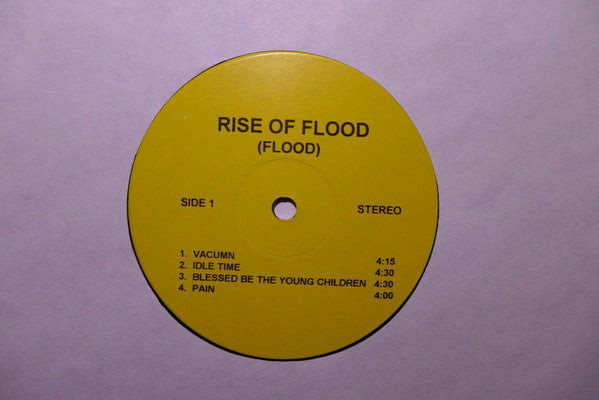 RISE OF FLOOD
(FLOOD)
SIDE 1
STEREO
1. VACUMN 4:15
2. IDLE TIME 4:30
3. BLESSED BE THE YOUNG CHILDREN 4:30
4. PAIN 4:00